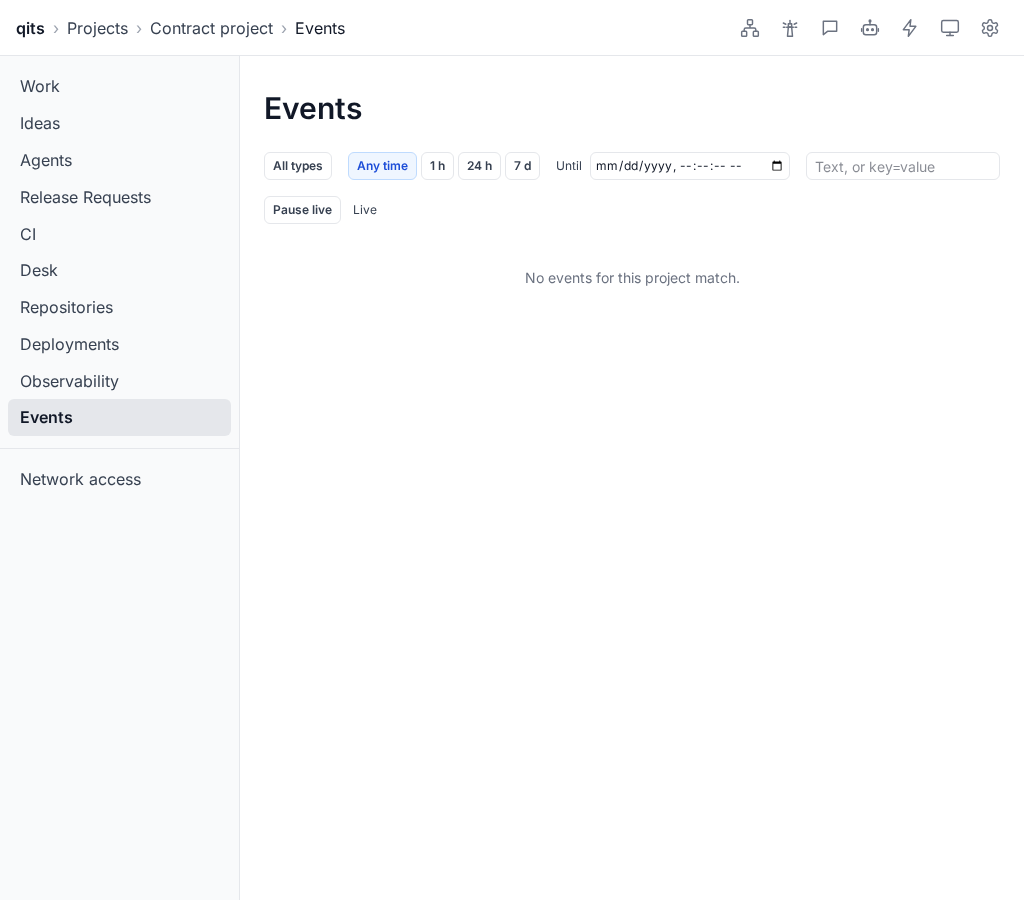 qits › Projects › Contract project › Events
Work
Ideas
Agents
Release Requests
CI
Desk
Repositories
Deployments
Observability
Events
Network access
Events
All types Any time 1 h 24 h 7 d Until mm/dd/yyyy, --:--:-- -- Text, or key=value
Pause live Live
No events for this project match.